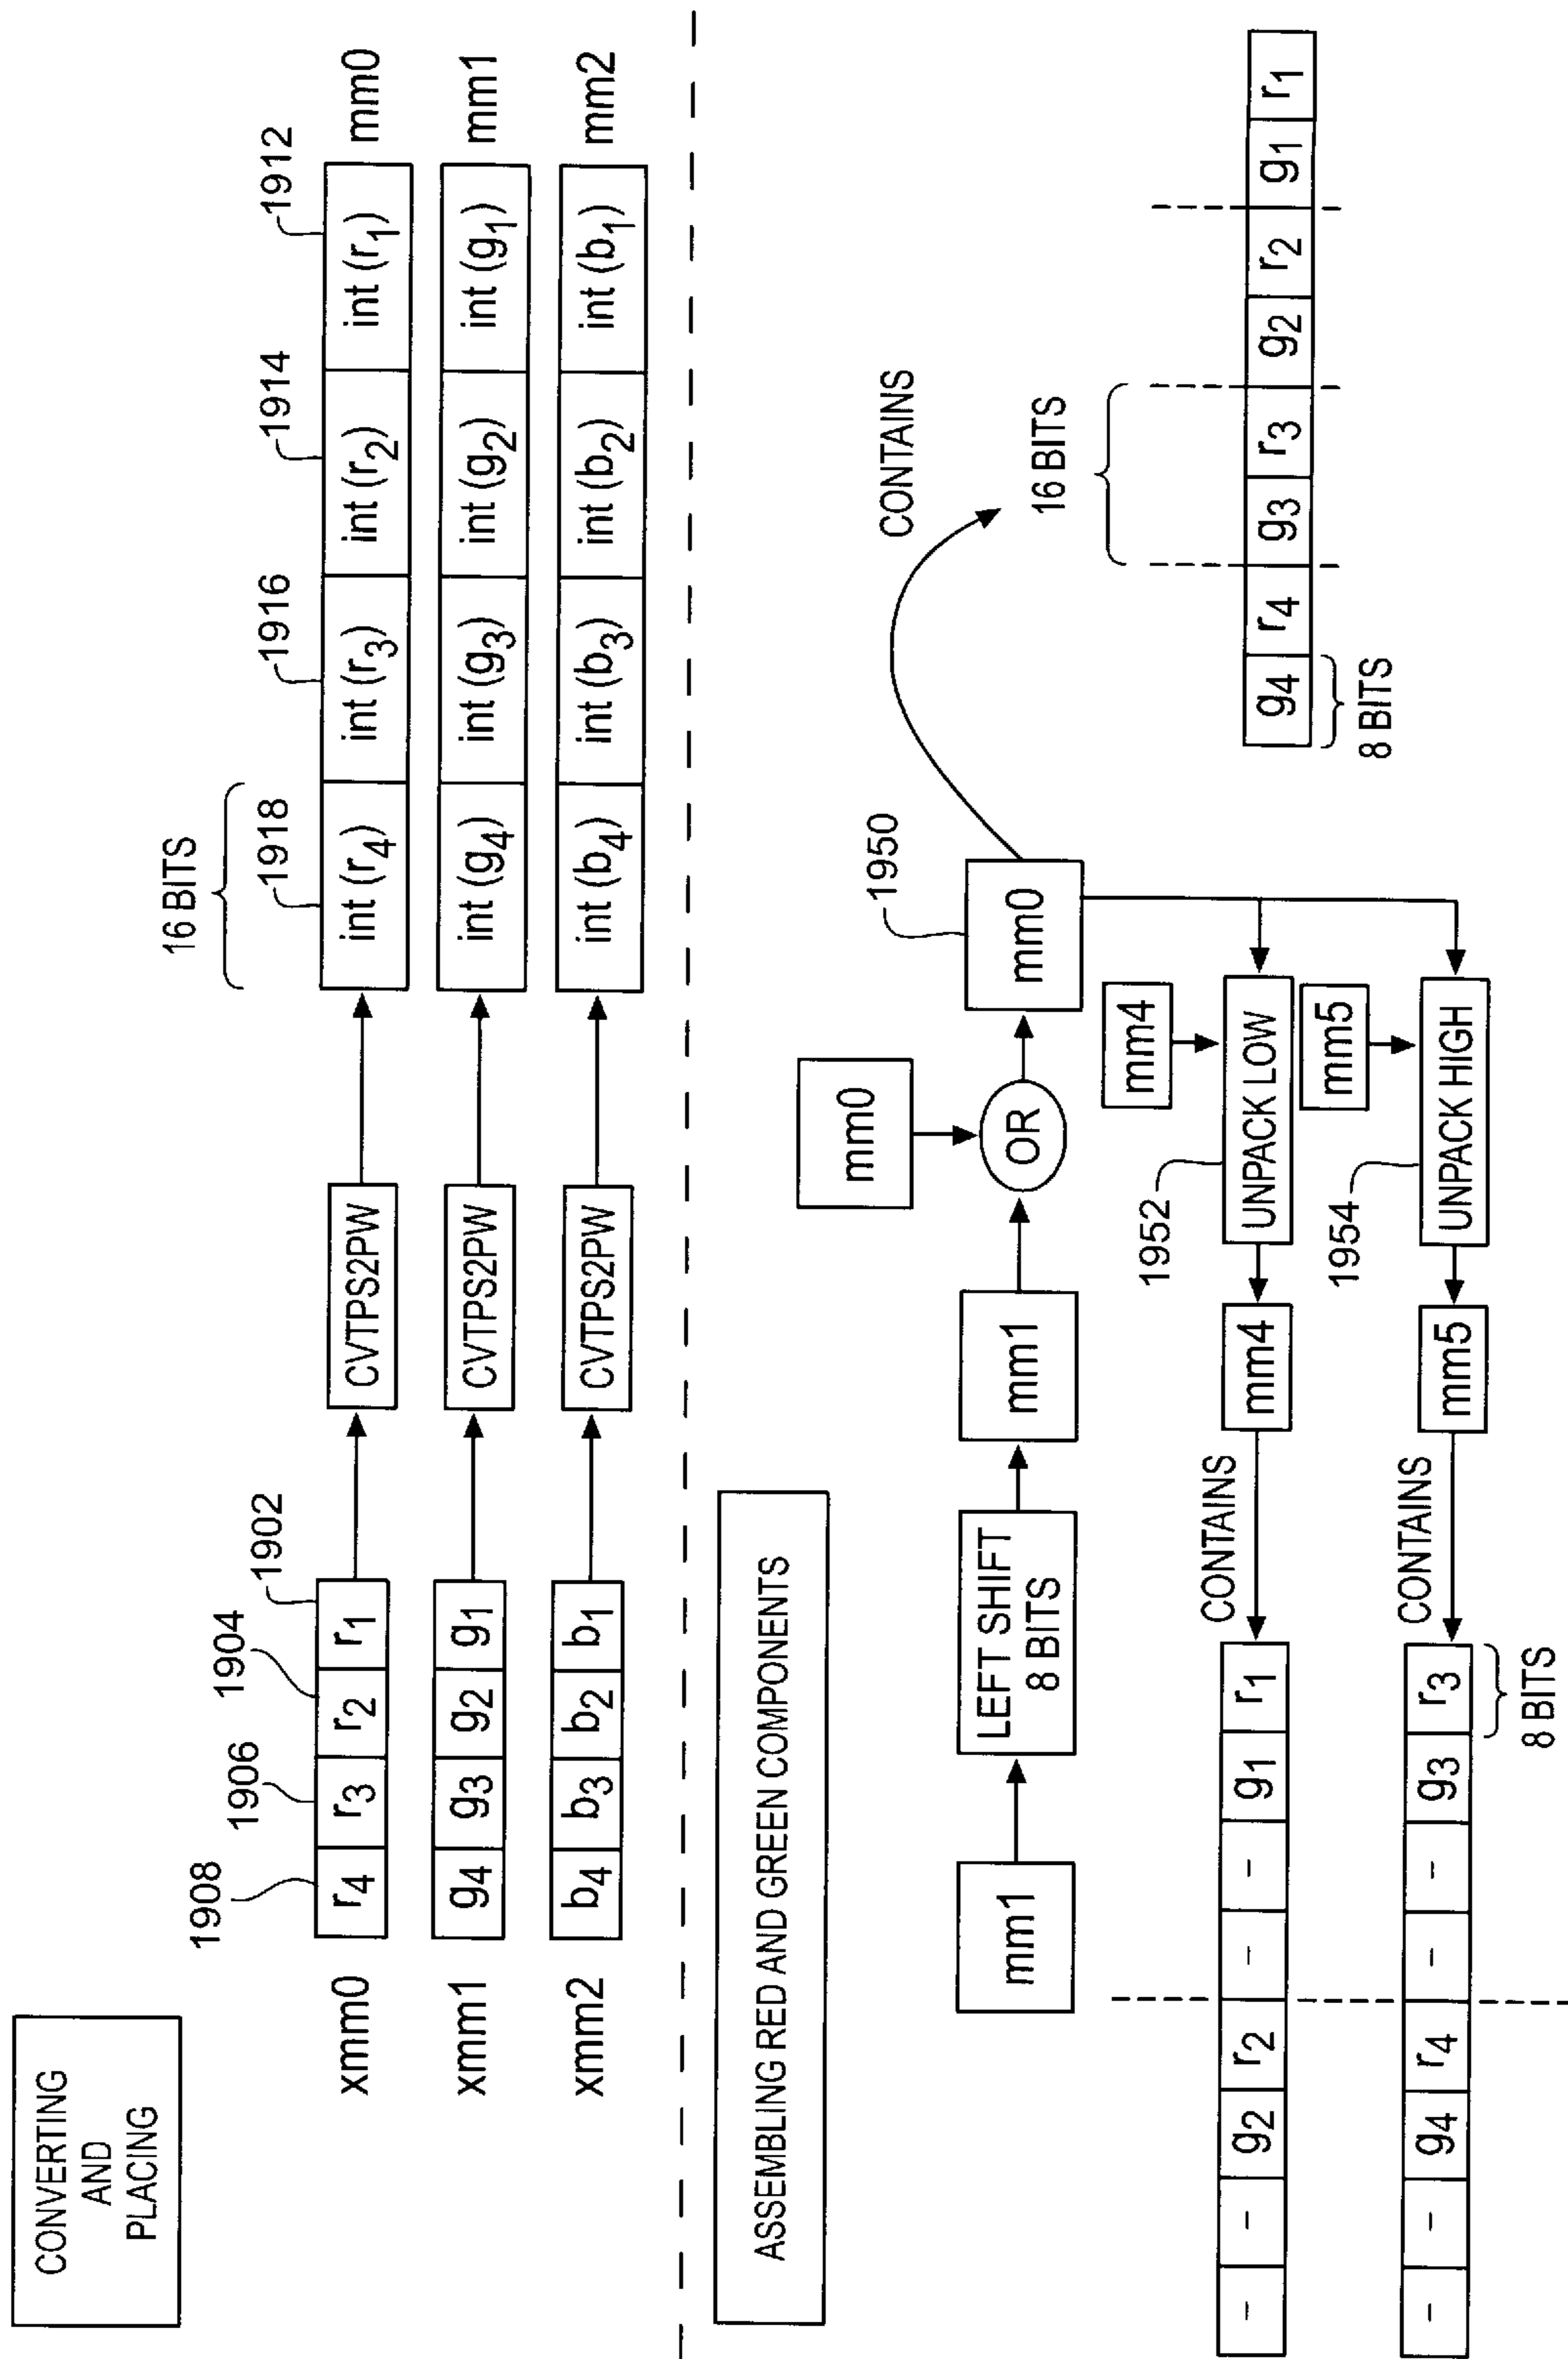 CONVERTING
AND
PLACING
16 BITS
1908 1906 1904 1902 1918 1916 1914 1912
xmm0 r4 r3 r2 r1 CVTPS2PW int (r4) int (r3) int (r2) int (r1) mm0
xmm1 g4 g3 g2 g1 CVTPS2PW int (g4) int (g3) int (g2) int (g1) mm1
xmm2 b4 b3 b2 b1 CVTPS2PW int (b4) int (b3) int (b2) int (b1) mm2
ASSEMBLING RED AND GREEN COMPONENTS
mm0 1950
CONTAINS
mm1 LEFT SHIFT
8 BITS mm1 OR mm0
16 BITS
g4 r4 g3 r3 g2 r2 g1 r1
8 BITS
mm4
1952
- - g2 r2 - - g1 r1 CONTAINS mm4 UNPACK LOW
mm5
1954
- - g4 r4 - - g3 r3 CONTAINS mm5 UNPACK HIGH
8 BITS